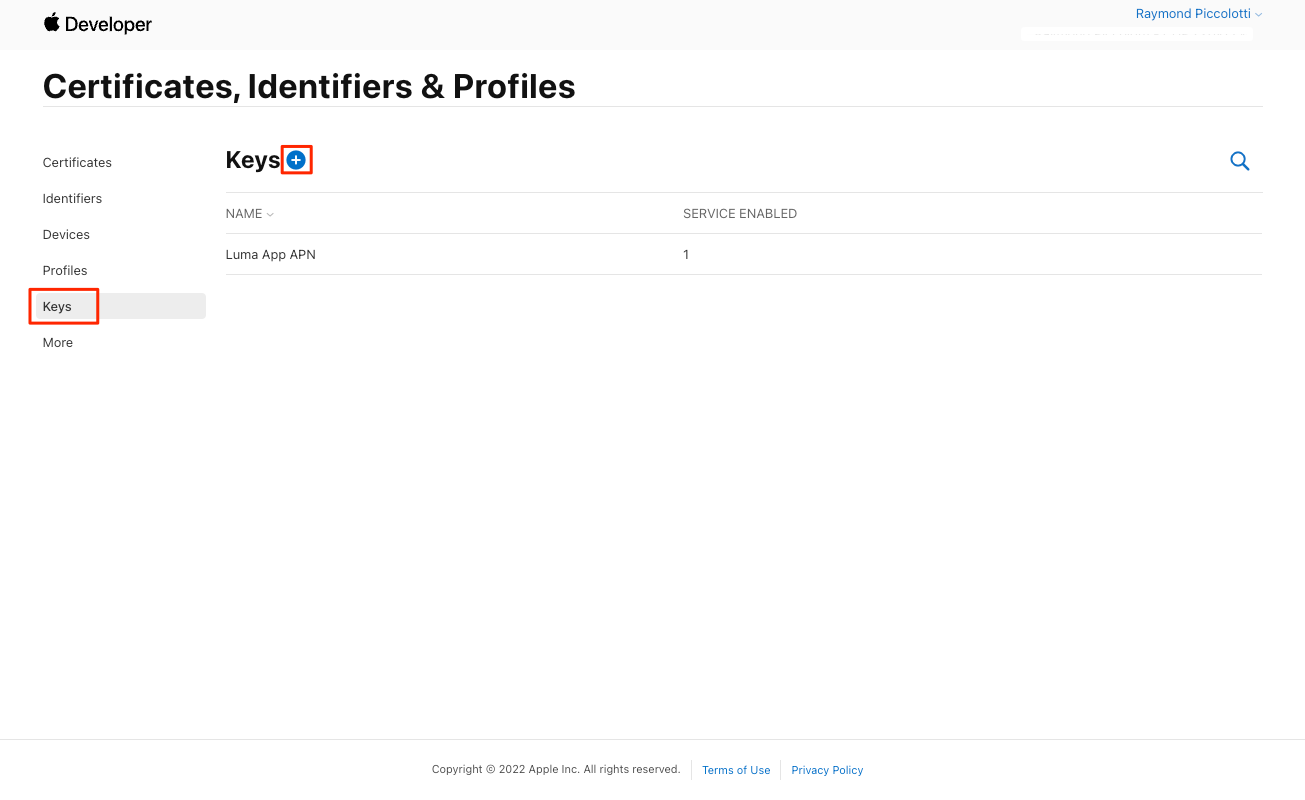 Developer
Raymond Piccolotti
Certificates, Identifiers & Profiles
Certificates
Identifiers
Devices
Profiles
Keys
More
Keys
NAME
SERVICE ENABLED
Luma App APN
1
Copyright © 2022 Apple Inc. All rights reserved.
Terms of Use
Privacy Policy